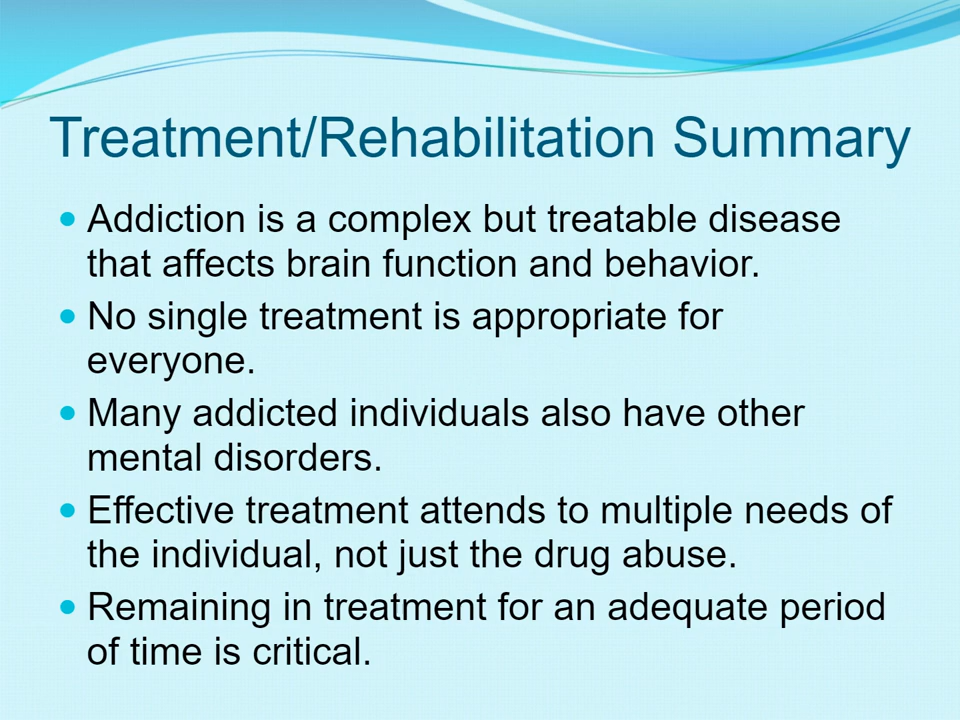 Treatment/Rehabilitation Summary
• Addiction is a complex but treatable disease
that affects brain function and behavior.
• No single treatment is appropriate for
everyone.
• Many addicted individuals also have other
mental disorders.
• Effective treatment attends to multiple needs of
the individual, not just the drug abuse.
• Remaining in treatment for an adequate period
of time is critical.